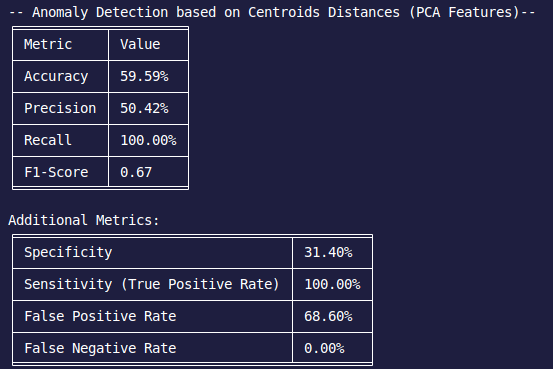 -- Anomaly Detection based on Centroids Distances (PCA Features)--
Metric Value
Accuracy 59.59%
Precision 50.42%
Recall 100.00%
F1-Score 0.67
Additional Metrics:
Specificity 31.40%
Sensitivity (True Positive Rate) 100.00%
False Positive Rate 68.60%
False Negative Rate 0.00%